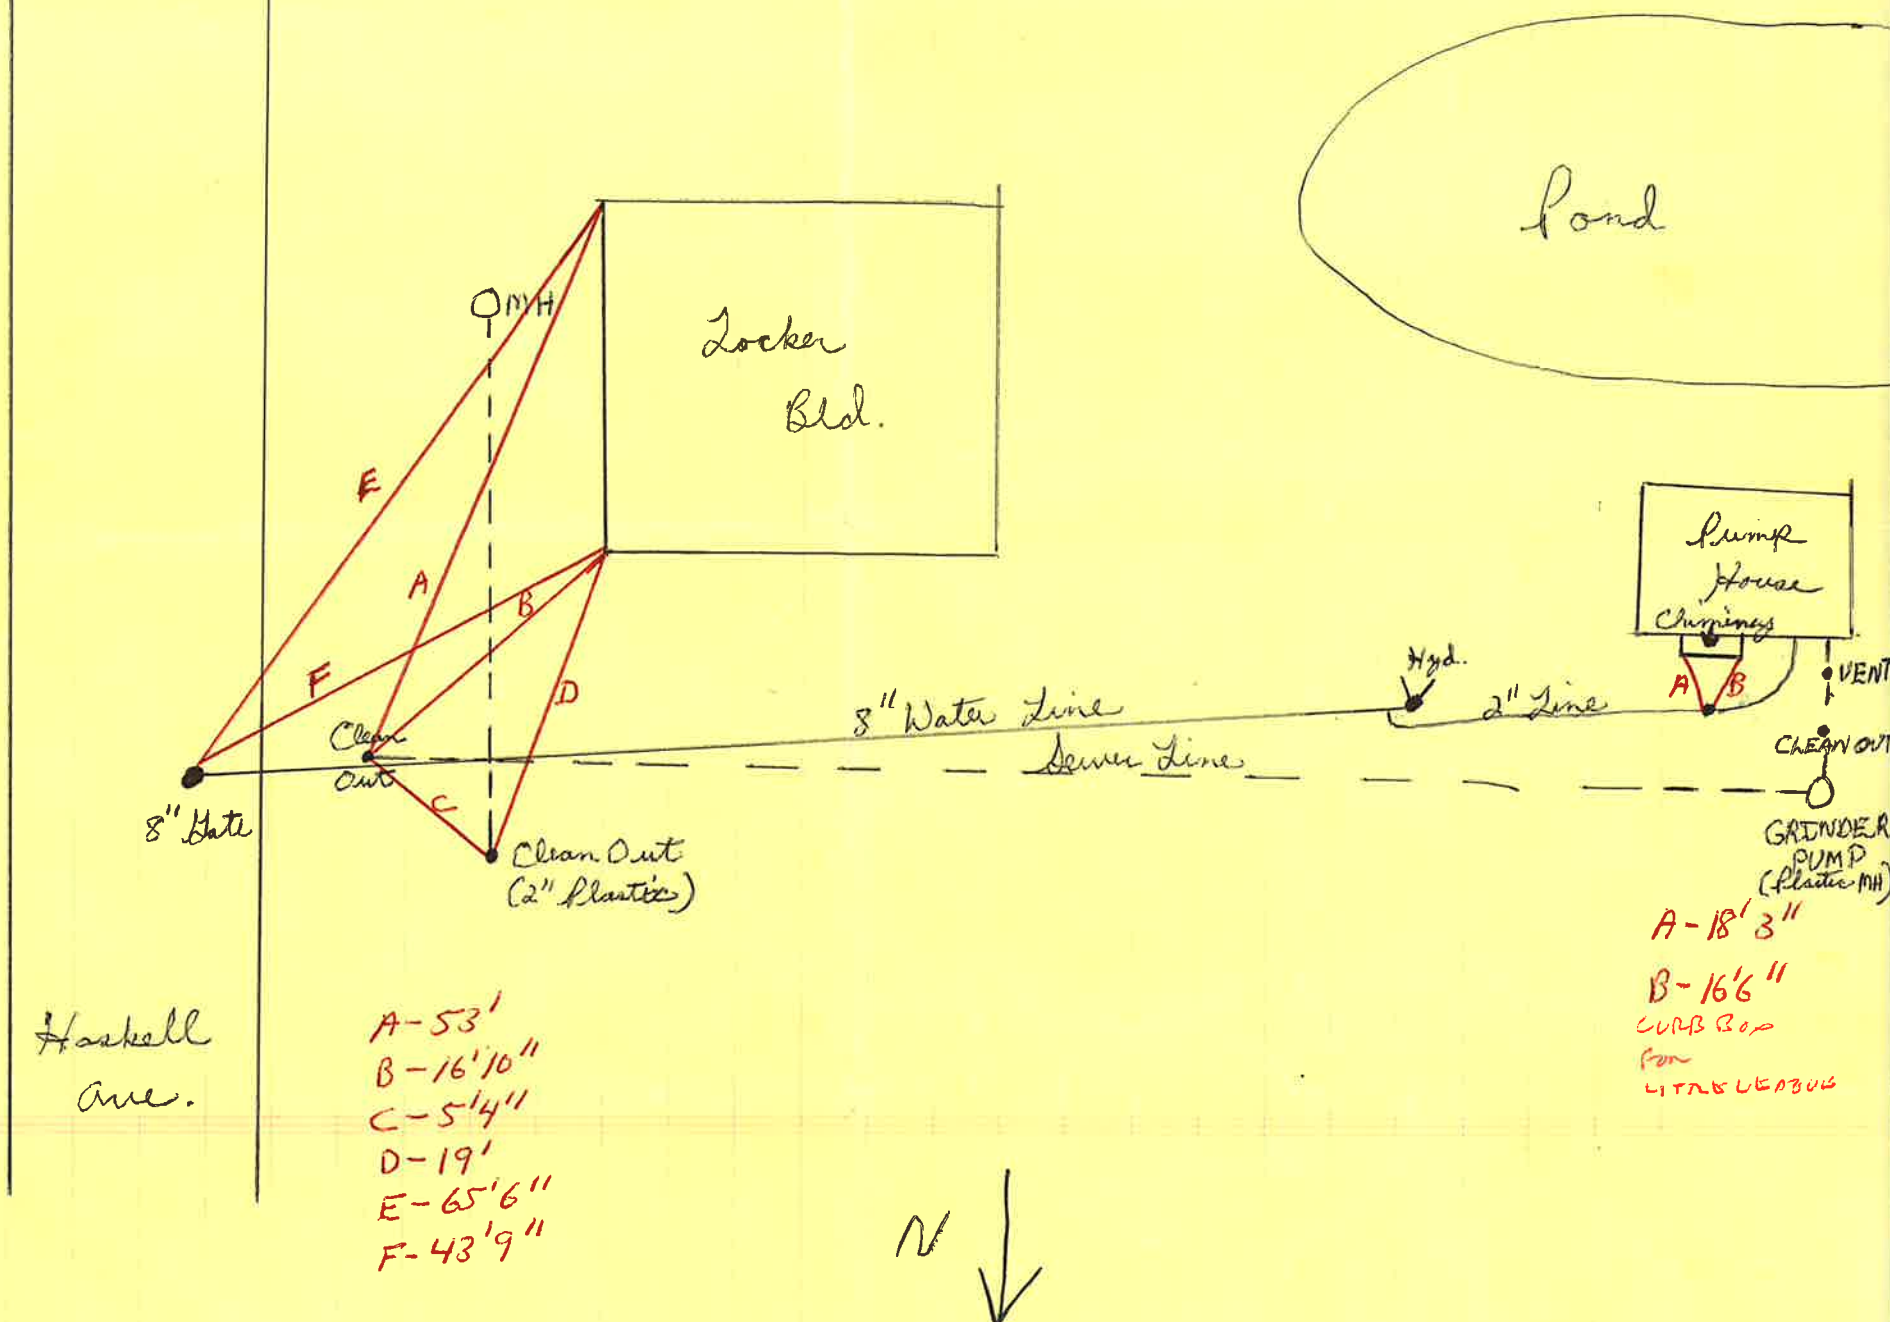 Pond
MH
Locker
Bld.
E
A
B
F
D
C
Pump
House
Chimney
Hyd.
A
B
VENT
8" Water Line
2" Line
Sewer Line
Clean
Out
CLEAN OUT
8" Gate
Clean Out
(2" Plastic)
GRINDER
PUMP
(Plastic MH)
A-18'3"
B-16'6"
CURB BOX
For
LITTLE LEAGUE
Haskell
Ave.
A-53'
B-16'10"
C-5'4"
D-19'
E-65'6"
F-43'9"
N